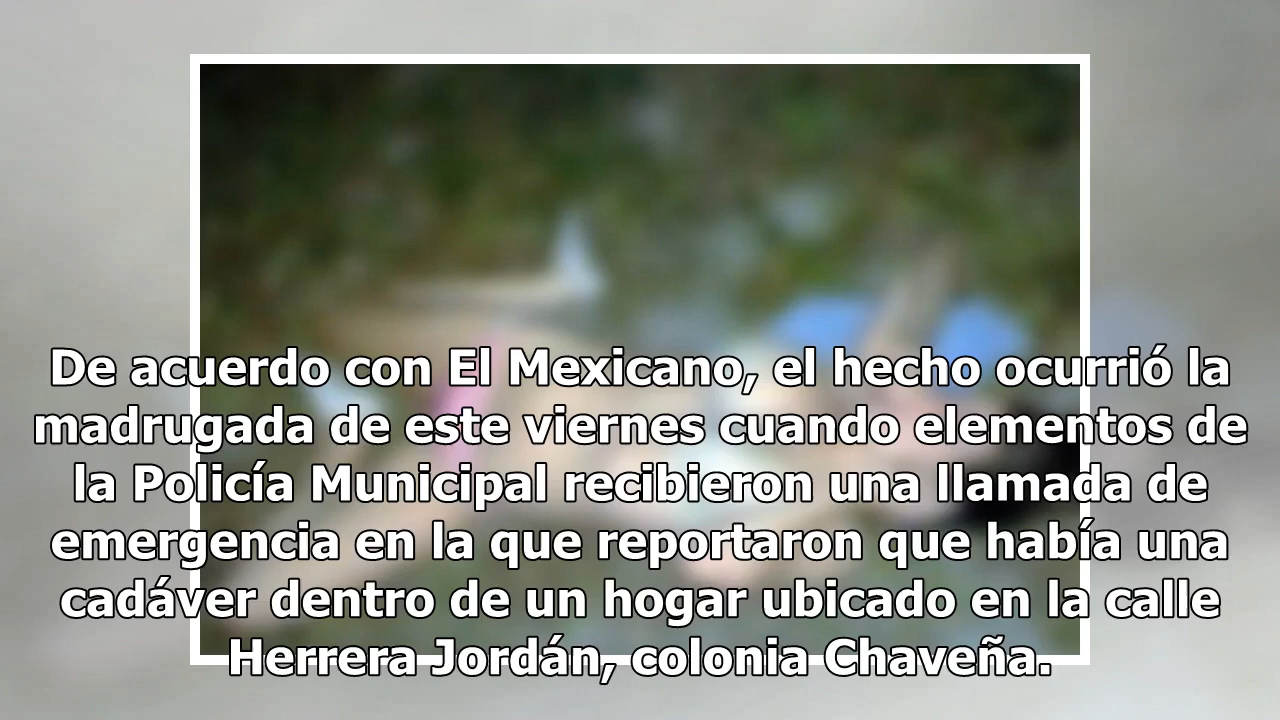 De acuerdo con El Mexicano, el hecho ocurrió la
madrugada de este viernes cuando elementos de
la Policía Municipal recibieron una llamada de
emergencia en la que reportaron que había una
cadáver dentro de un hogar ubicado en la calle
Herrera Jordán, colonia Chaveña.